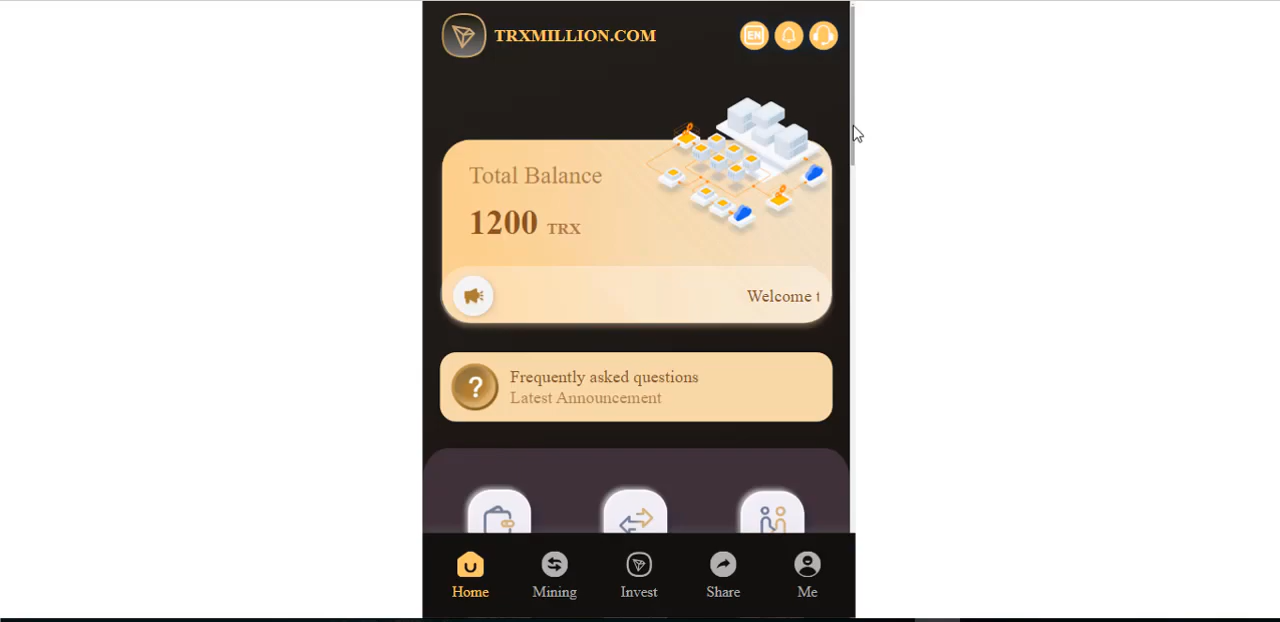 TRXMILLION.COM
EN
Total Balance
1200 TRX
Welcome t
?
Frequently asked questions
Latest Announcement
Home
Mining
Invest
Share
Me